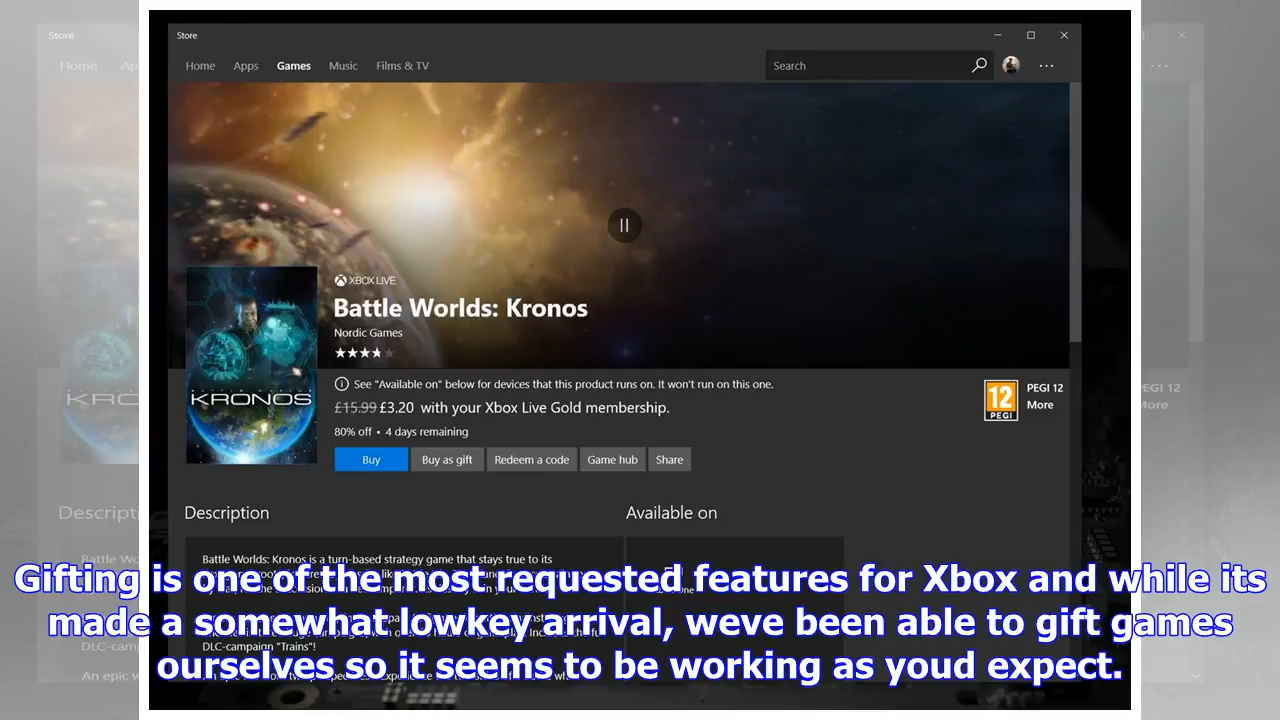 Store
Home Apps Games Music Films & TV
Search
XBOX LIVE
Battle Worlds: Kronos
Nordic Games
See "Available on" below for devices that this product runs on. It won't run on this one.
£15.99 £3.20 with your Xbox Live Gold membership.
80% off • 4 days remaining
Buy Buy as gift Redeem a code Game hub Share
KRONOS
12
PEGI
PEGI 12
More
Description
Available on
Battle Worlds: Kronos is a turn-based strategy game that stays true to its
DLC-campaign "Trains"!
Gifting is one of the most requested features for Xbox and while its
made a somewhat lowkey arrival, weve been able to gift games
ourselves so it seems to be working as youd expect.